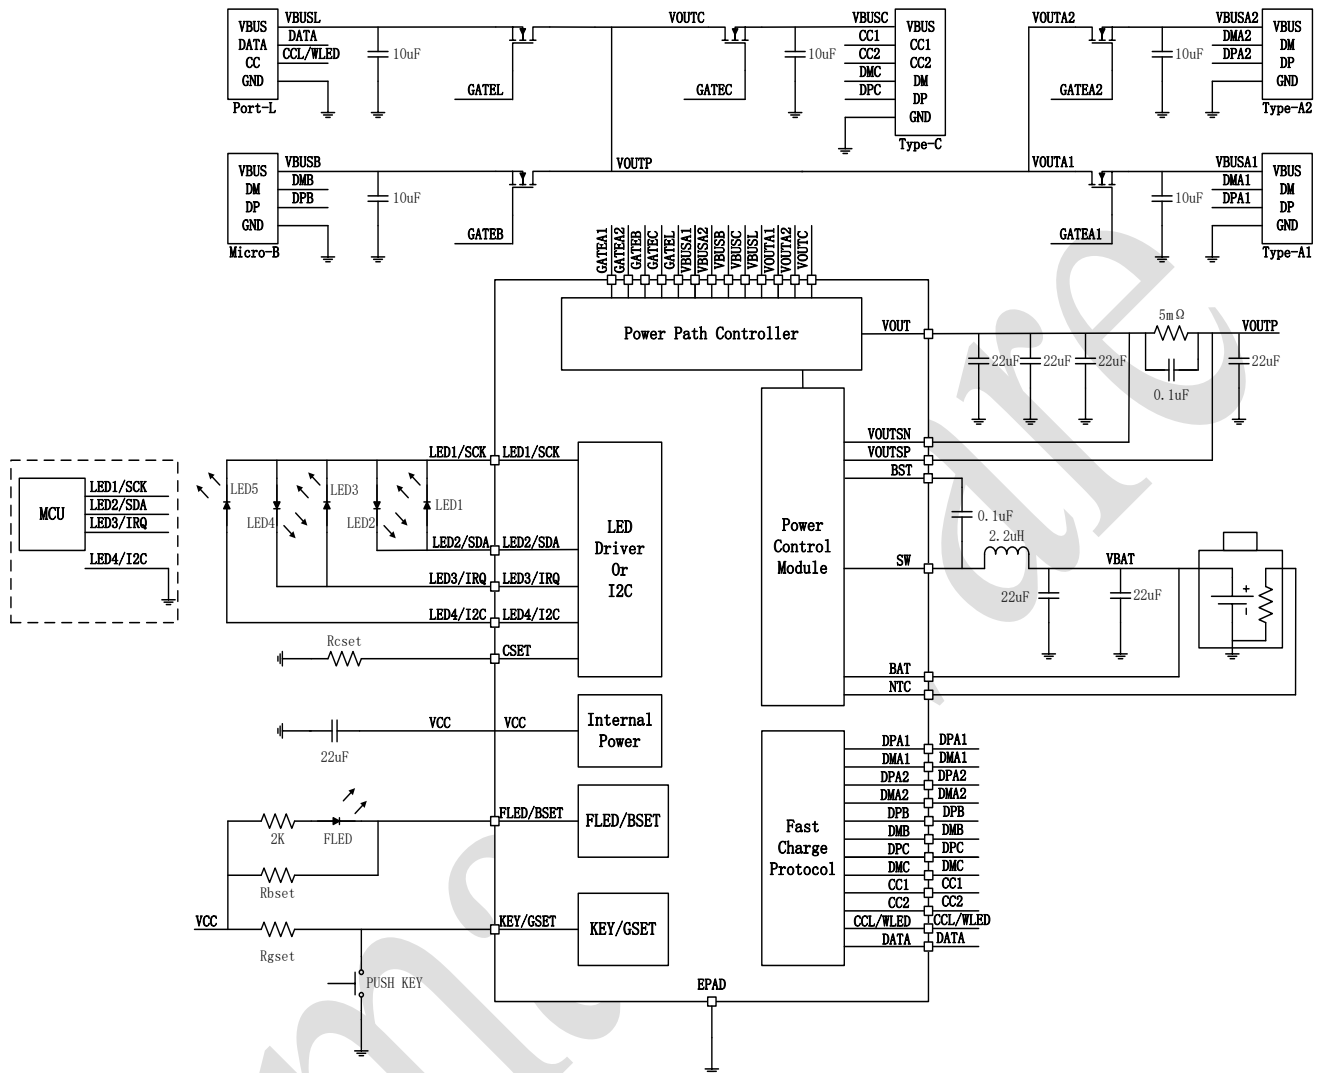 VBUS
DATA
CC
GND
Port-L
VBUSL
DATA
CCL/WLED
10uF
GATEL
VOUTC
GATEC
VBUSC
CC1
CC2
DMC
DPC
10uF
VBUS
CC1
CC2
DM
DP
GND
Type-C
VOUTA2
GATEA2
10uF
VBUSA2
DMA2
DPA2
VBUS
DM
DP
GND
Type-A2
VBUS
DM
DP
GND
Micro-B
VBUSB
DMB
DPB
10uF
GATEB
VOUTP
VOUTA1
GATEA1
10uF
VBUSA1
DMA1
DPA1
VBUS
DM
DP
GND
Type-A1
GATEA1
GATEA2
GATEB
GATEC
GATEL
VBUSA1
VBUSA2
VBUSB
VBUSC
VBUSL
VOUTA1
VOUTA2
VOUTC
Power Path Controller
VOUT
22uF
22uF
22uF
5mΩ
0.1uF
VOUTP
22uF
VOUTSN
VOUTSP
BST
0.1uF
2.2uH
SW
VBAT
22uF
22uF
+
BAT
NTC
Power
Control
Module
MCU
LED1/SCK
LED2/SDA
LED3/IRQ
LED4/I2C
LED5
LED4
LED3
LED2
LED1
LED1/SCK
LED1/SCK
LED2/SDA
LED2/SDA
LED3/IRQ
LED3/IRQ
LED4/I2C
LED4/I2C
LED
Driver
Or
I2C
Rcset
CSET
22uF
VCC
VCC
Internal
Power
2K
FLED
FLED/BSET
FLED/BSET
Rbset
VCC
Rgset
KEY/GSET
KEY/GSET
PUSH KEY
Fast
Charge
Protocol
DPA1
DPA1
DMA1
DMA1
DPA2
DPA2
DMA2
DMA2
DPB
DPB
DMB
DMB
DPC
DPC
DMC
DMC
CC1
CC1
CC2
CC2
CCL/WLED
CCL/WLED
DATA
DATA
EPAD